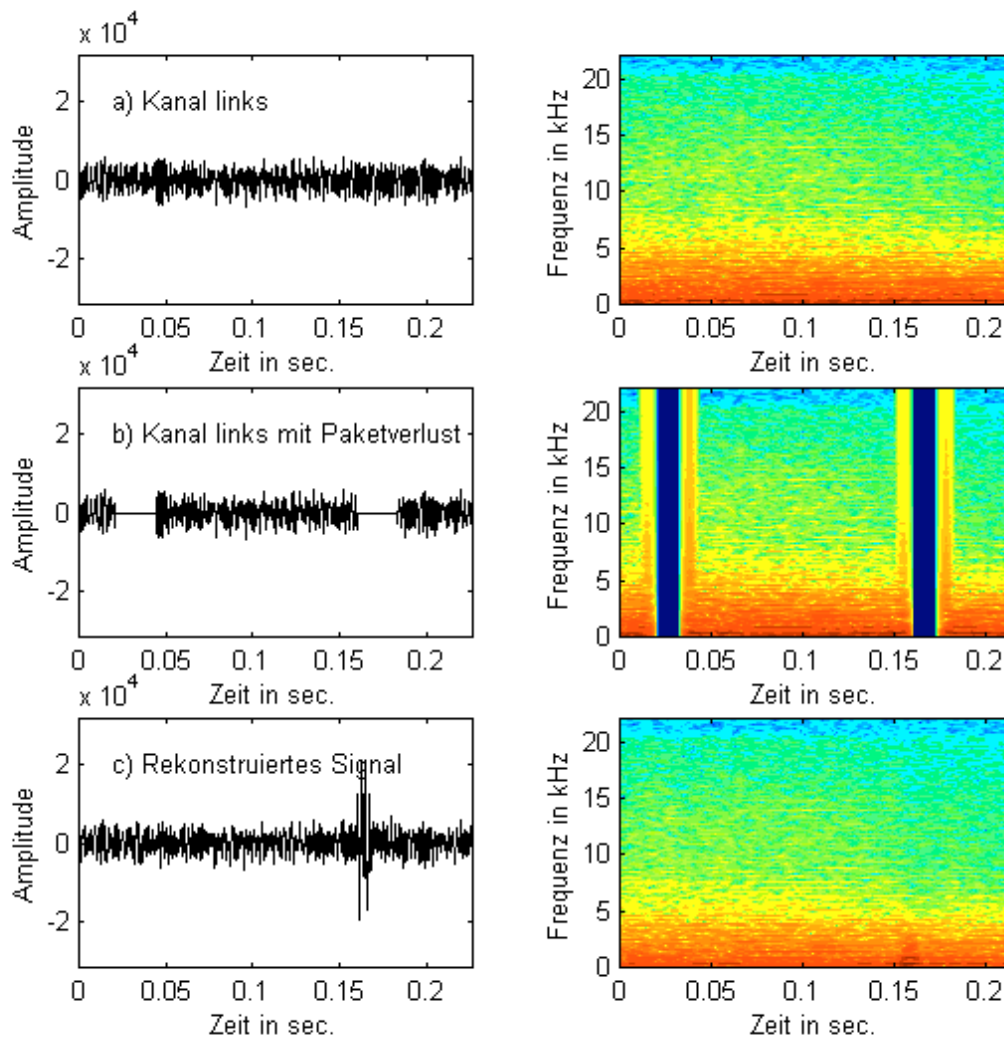 x 10^4
Amplitude
2
0
-2
a) Kanal links
0 0.05 0.1 0.15 0.2
Zeit in sec.
Frequenz in kHz
20
15
10
5
0
0 0.05 0.1 0.15 0.2
Zeit in sec.
x 10^4
Amplitude
2
0
-2
b) Kanal links mit Paketverlust
0 0.05 0.1 0.15 0.2
Zeit in sec.
Frequenz in kHz
20
15
10
5
0
0 0.05 0.1 0.15 0.2
Zeit in sec.
x 10^4
Amplitude
2
0
-2
c) Rekonstruiertes Signal
0 0.05 0.1 0.15 0.2
Zeit in sec.
Frequenz in kHz
20
15
10
5
0
0 0.05 0.1 0.15 0.2
Zeit in sec.